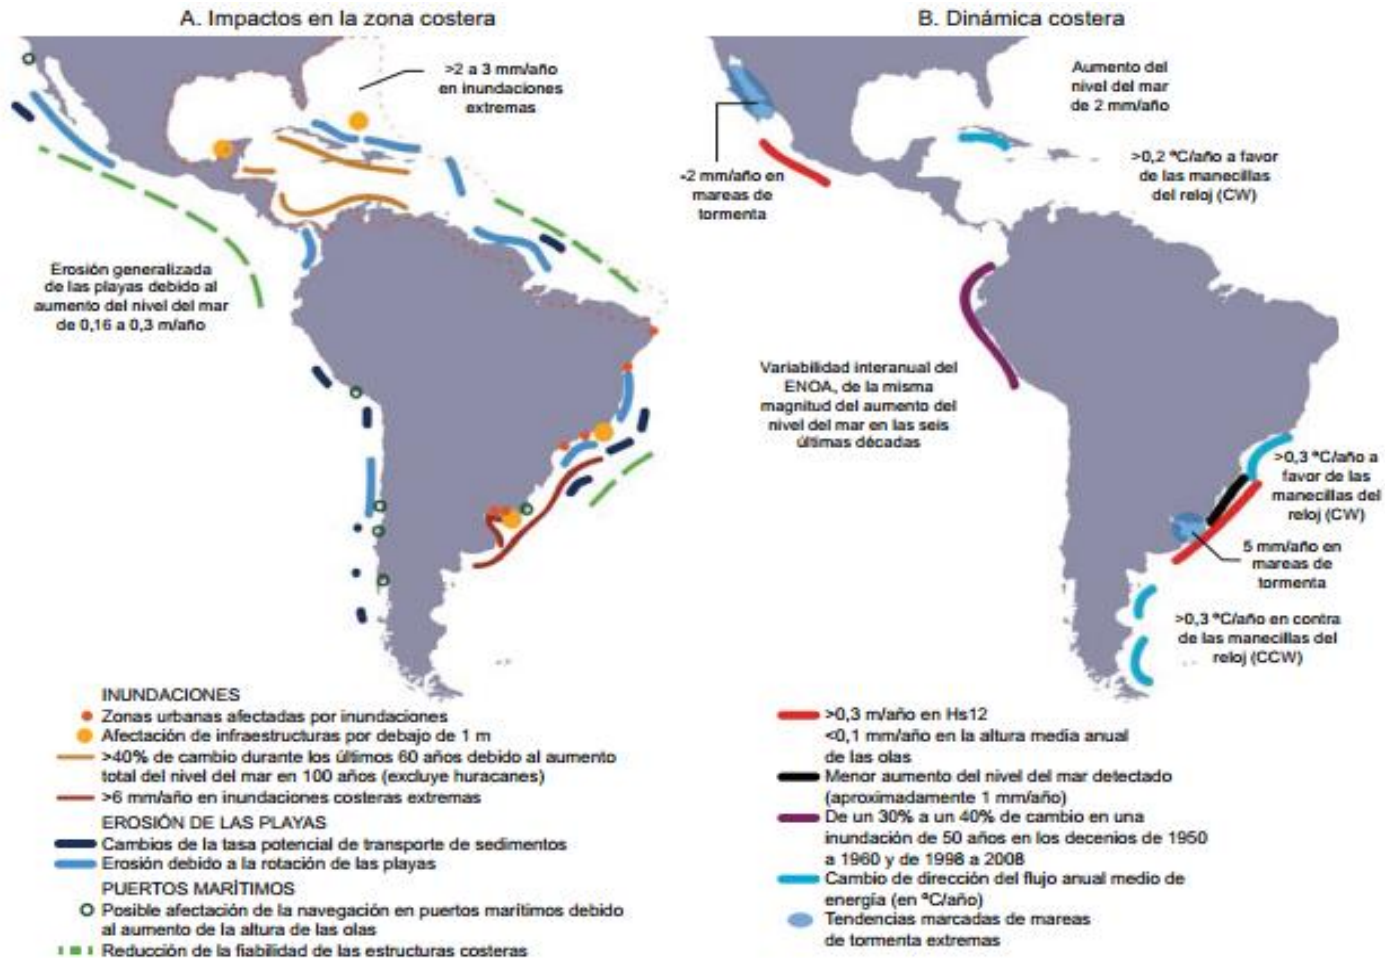 A. Impactos en la zona costera
>2 a 3 mm/año
en inundaciones
extremas
Erosión generalizada
de las playas debido al
aumento del nivel del mar
de 0,16 a 0,3 m/año
INUNDACIONES
Zonas urbanas afectadas por inundaciones
Afectación de infraestructuras por debajo de 1 m
>40% de cambio durante los últimos 60 años debido al aumento
total del nivel del mar en 100 años (excluye huracanes)
>6 mm/año en inundaciones costeras extremas
EROSIÓN DE LAS PLAYAS
Cambios de la tasa potencial de transporte de sedimentos
Erosión debido a la rotación de las playas
PUERTOS MARÍTIMOS
Posible afectación de la navegación en puertos marítimos debido
al aumento de la altura de las olas
Reducción de la fiabilidad de las estructuras costeras
B. Dinámica costera
Aumento del
nivel del mar
de 2 mm/año
>0,2 ºC/año a favor
de las manecillas
del reloj (CW)
-2 mm/año en
mareas de
tormenta
Variabilidad interanual del
ENOA, de la misma
magnitud del aumento del
nivel del mar en las seis
últimas décadas
>0,3 ºC/año a
favor de las
manecillas del
reloj (CW)
5 mm/año en
mareas de
tormenta
>0,3 ºC/año en contra
de las manecillas del
reloj (CCW)
>0,3 m/año en Hs12
<0,1 mm/año en la altura media anual
de las olas
Menor aumento del nivel del mar detectado
(aproximadamente 1 mm/año)
De un 30% a un 40% de cambio en una
inundación de 50 años en los decenios de 1950
a 1960 y de 1998 a 2008
Cambio de dirección del flujo anual medio de
energía (en ºC/año)
Tendencias marcadas de mareas
de tormenta extremas